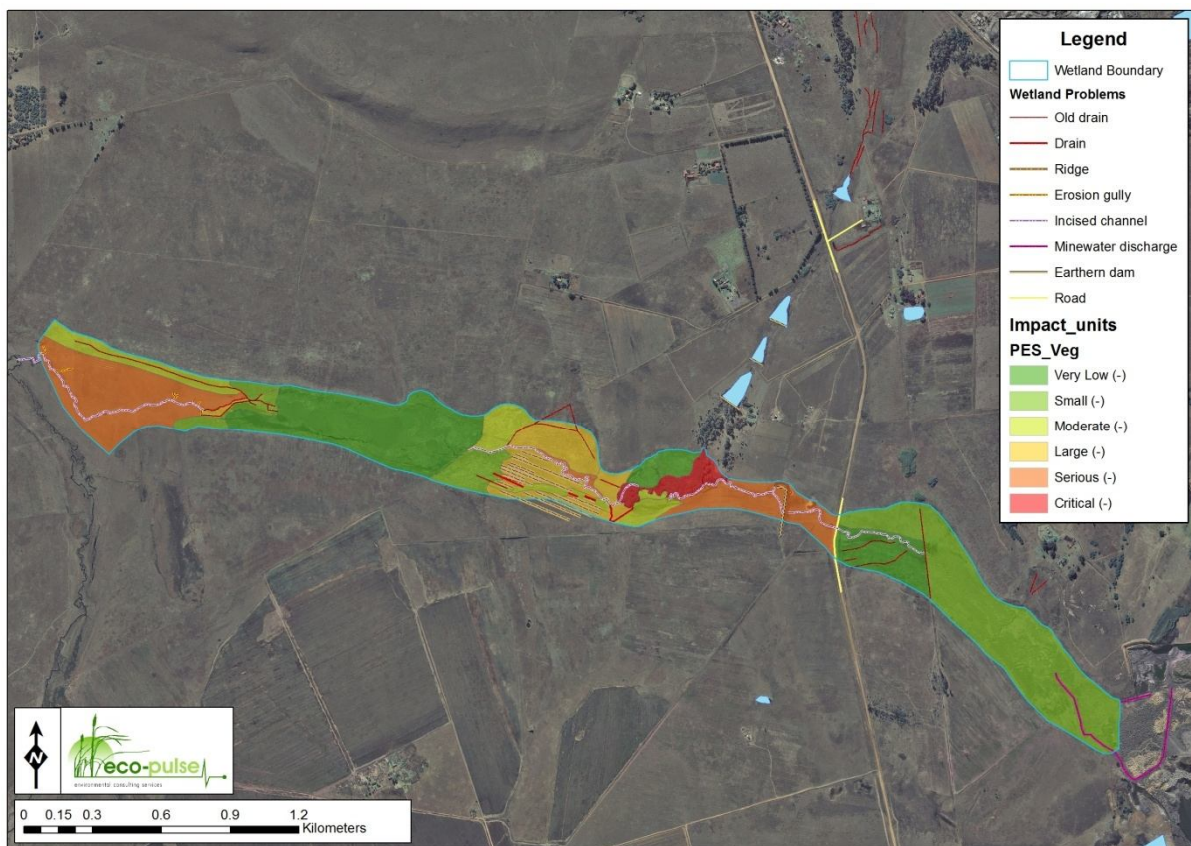 Legend
Wetland Boundary
Wetland Problems
Old drain
Drain
Ridge
Erosion gully
Incised channel
Minewater discharge
Earthern dam
Road
Impact_units
PES_Veg
Very Low (-)
Small (-)
Moderate (-)
Large (-)
Serious (-)
Critical (-)
N
eco-pulse
environmental consulting services
0 0.15 0.3 0.6 0.9 1.2
Kilometers